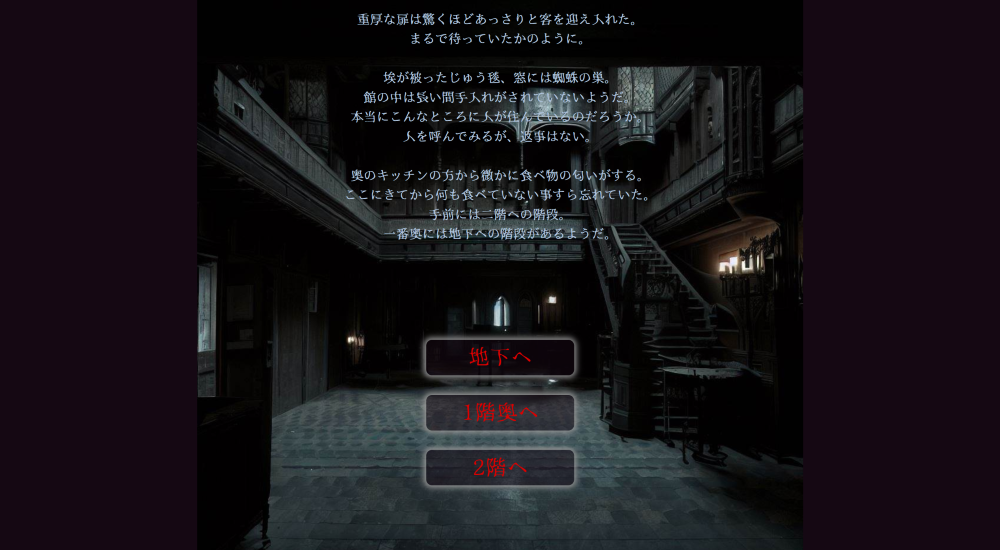 重厚な扉は驚くほどあっさりと客を迎え入れた。
まるで待っていたかのように。
埃が被ったじゅう毯、窓には蜘蛛の巣。
館の中は長い間手入れがされていないようだ。
本当にこんなところに人が住んでいるのだろうか。
人を呼んでみるが、返事はない。
奥のキッチンの方から微かに食べ物の匂いがする。
ここにきてから何も食べていない事すら忘れていた。
手前には二階への階段。
一番奥には地下への階段があるようだ。
地下へ
1階奥へ
2階へ